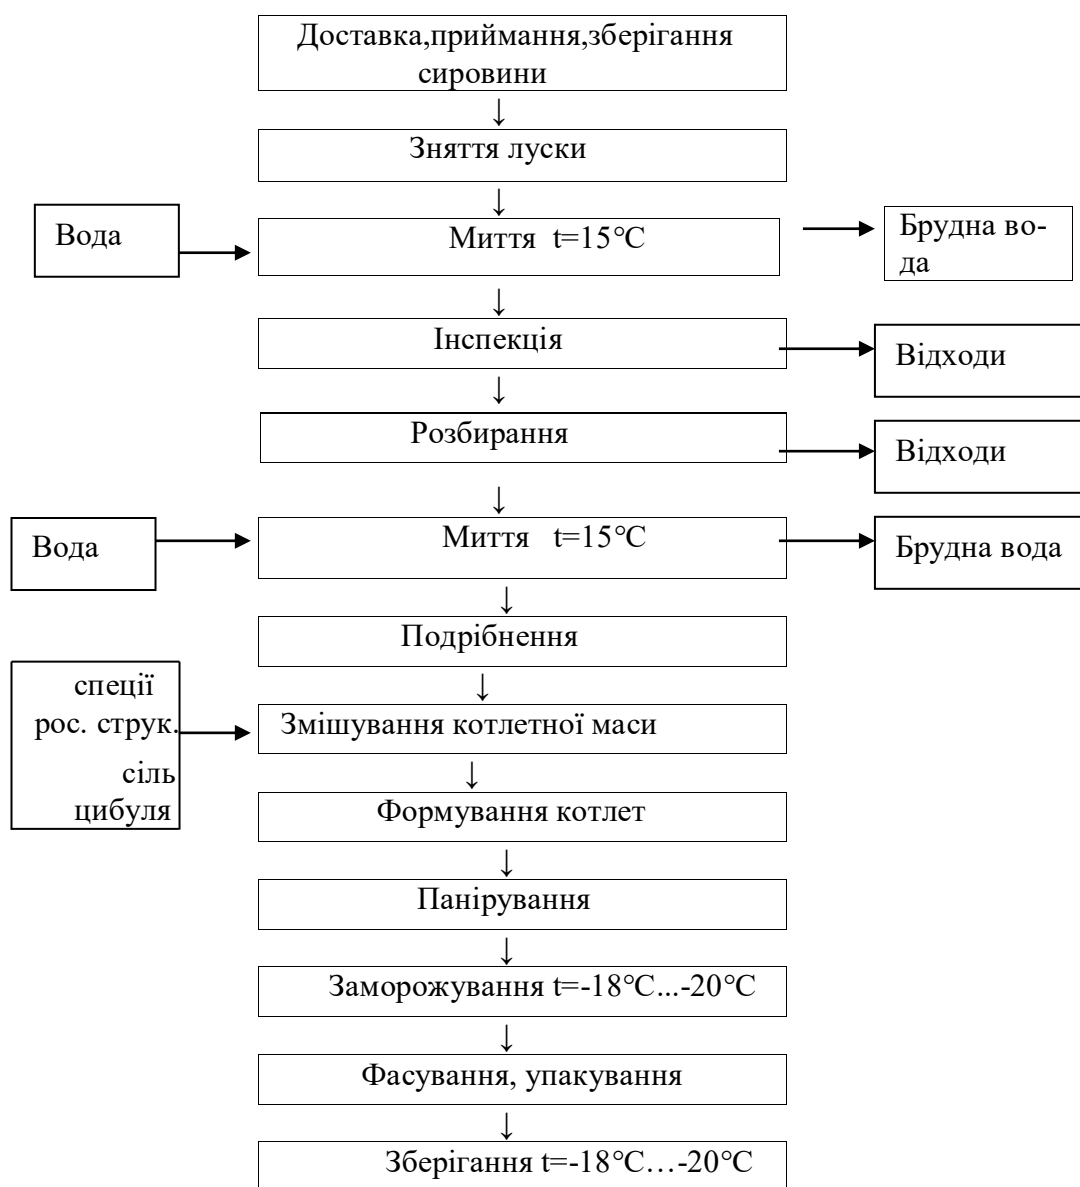 Доставка,приймання,зберігання
сировини
↓
Зняття луски
↓
Вода
Миття t=15°С
Брудна во-
да
↓
Інспекція
Відходи
↓
Розбирання
Відходи
↓
Вода
Миття t=15°С
Брудна вода
↓
Подрібнення
↓
спеції
рос. струк.
сіль
цибуля
Змішування котлетної маси
↓
Формування котлет
↓
Панірування
↓
Заморожування t=-18°С...-20°С
↓
Фасування, упакування
↓
Зберігання t=-18°С…-20°С